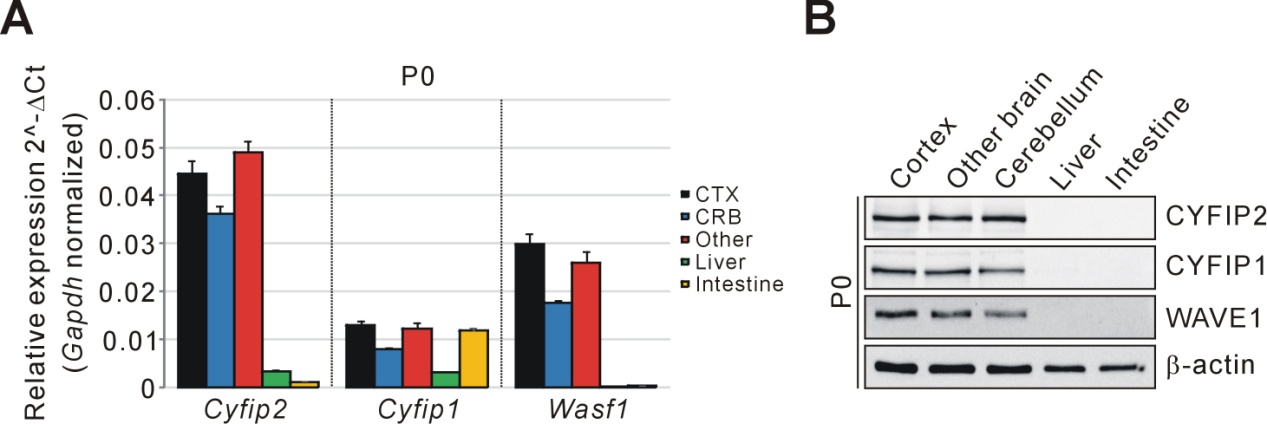 A
P0
Relative expression 2^-ΔCt
(Gapdh normalized)
0.06
0.05
0.04
0.03
0.02
0.01
0
Cyfip2
Cyfip1
Wasf1
CTX
CRB
Other
Liver
Intestine
B
Cortex
Other brain
Cerebellum
Liver
Intestine
P0
CYFIP2
CYFIP1
WAVE1
β-actin